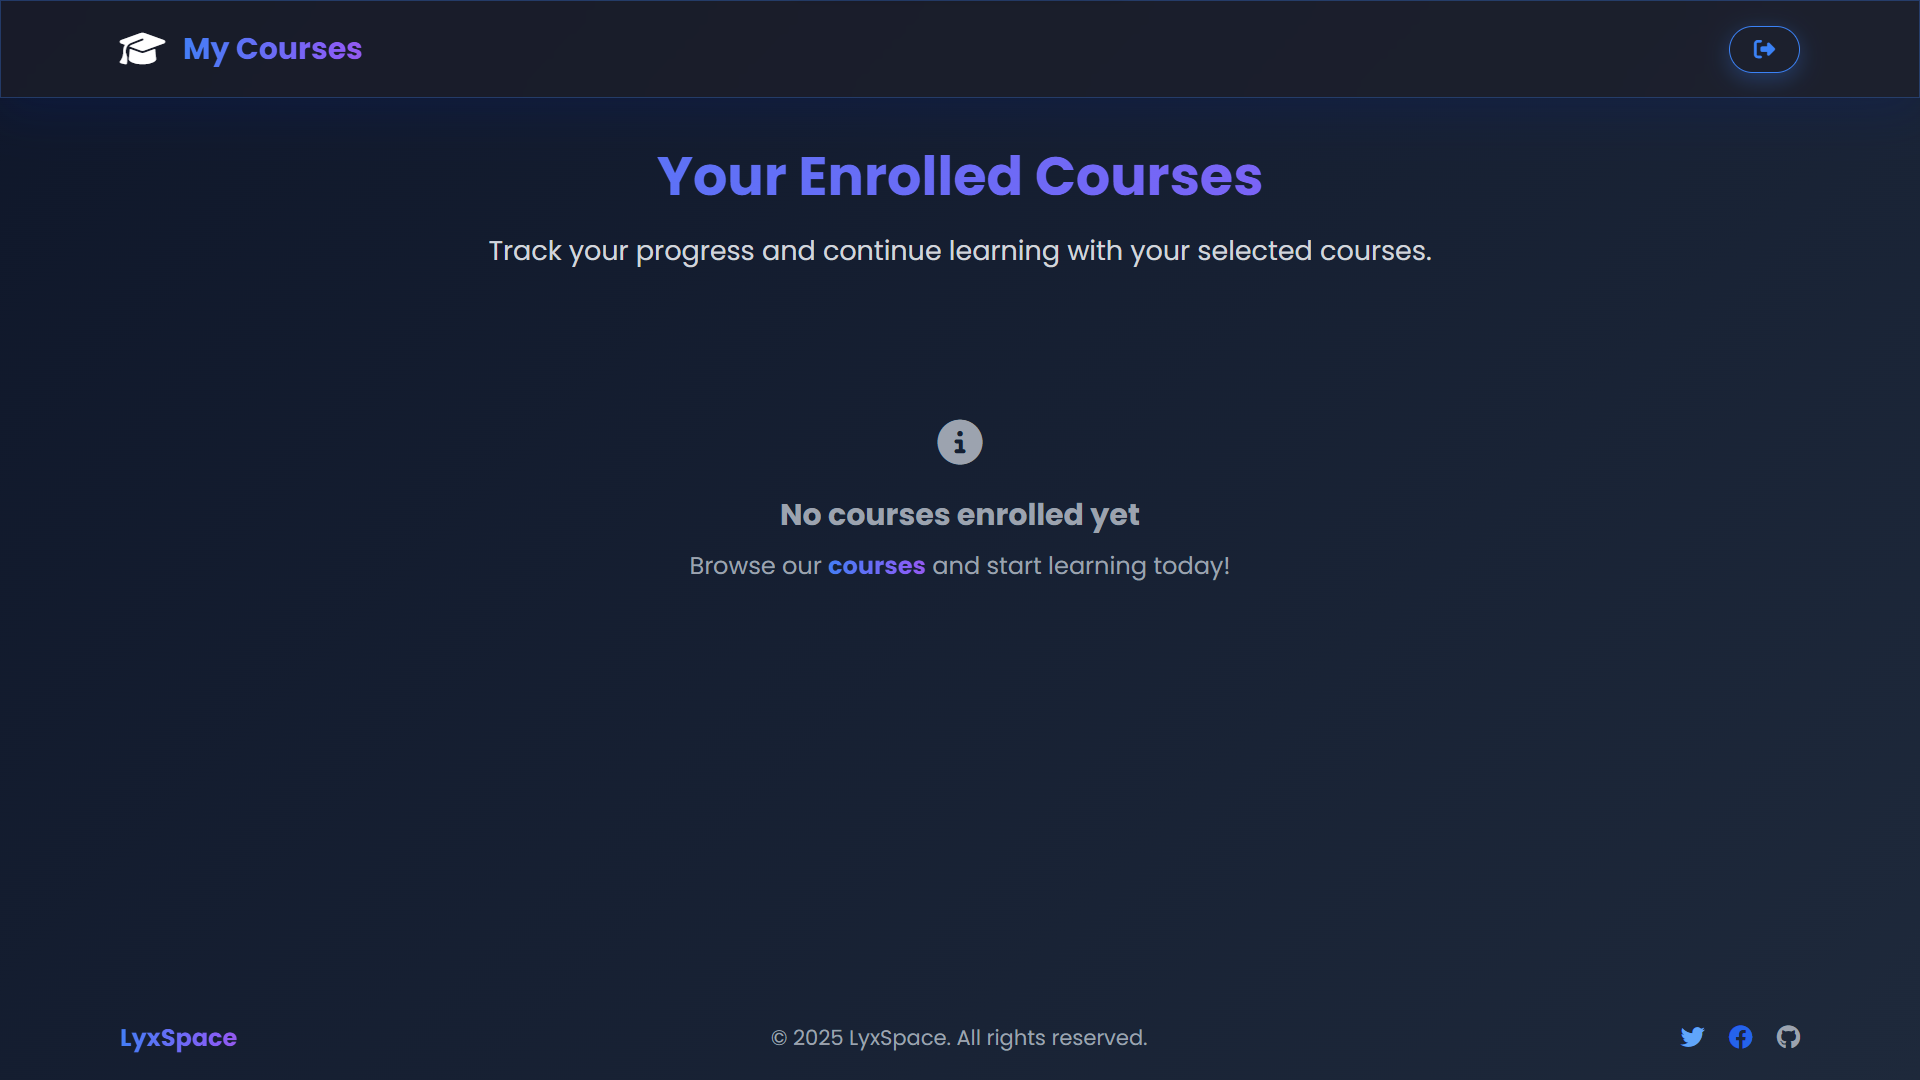 My Courses
Your Enrolled Courses
Track your progress and continue learning with your selected courses.
No courses enrolled yet
Browse our courses and start learning today!
LyxSpace
© 2025 LyxSpace. All rights reserved.